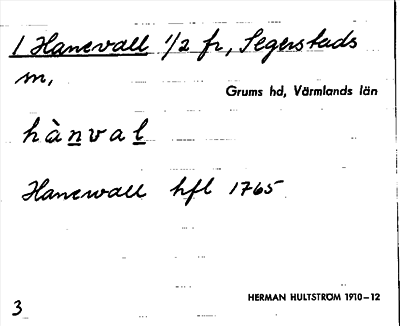 1 Hanevall 1/2 fr, Segerstads
m,
Grums hd, Värmlands län
hànval
Hanewall hfl 1765
HERMAN HULTSTRÖM 1910–12
3